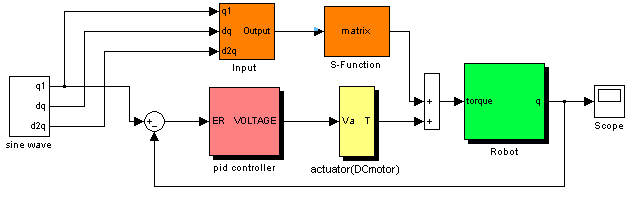 q1
dq
d2q
Output
Input
matrix
S-Function
q1
dq
d2q
sine wave
+
−
ER VOLTAGE
pid controller
Va T
actuator(DCmotor)
+
+
torque q
Robot
Scope